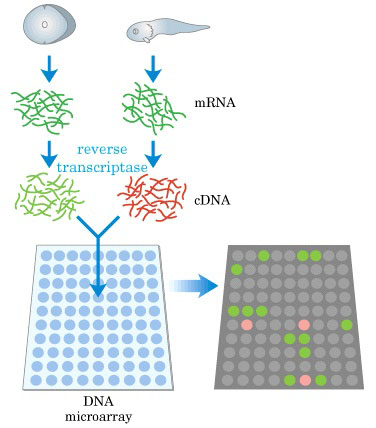 mRNA
reverse
transcriptase
cDNA
DNA
microarray